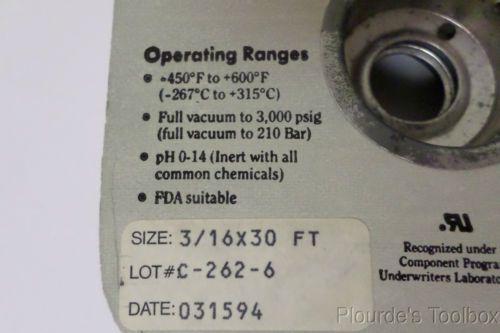 Operating Ranges
• -450°F to +600°F
(-267°C to +315°C)
• Full vacuum to 3,000 psig
(full vacuum to 210 Bar)
• pH 0-14 (Inert with all
common chemicals)
• FDA suitable
SIZE: 3/16X30 FT
LOT# C-262-6
DATE: 031594
Recognized under
Component Progra
Underwriters Laborato
Plourde's Toolbox